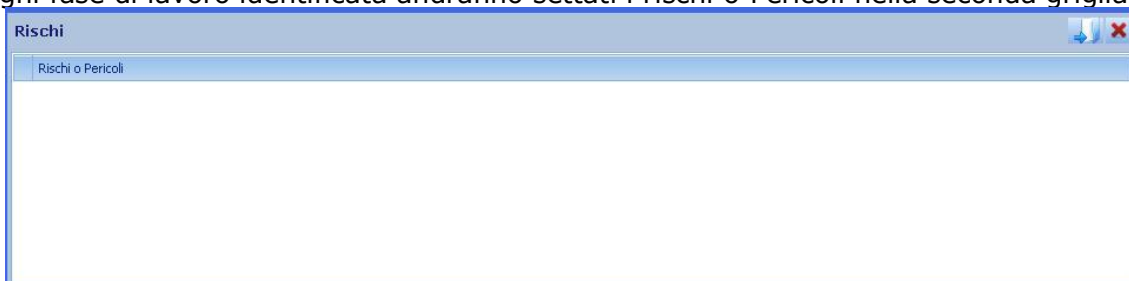 gni fase di lavoro identificata andranno settati i Rischi o Pericoli nella seconda griglia
Rischi
Rischi o Pericoli